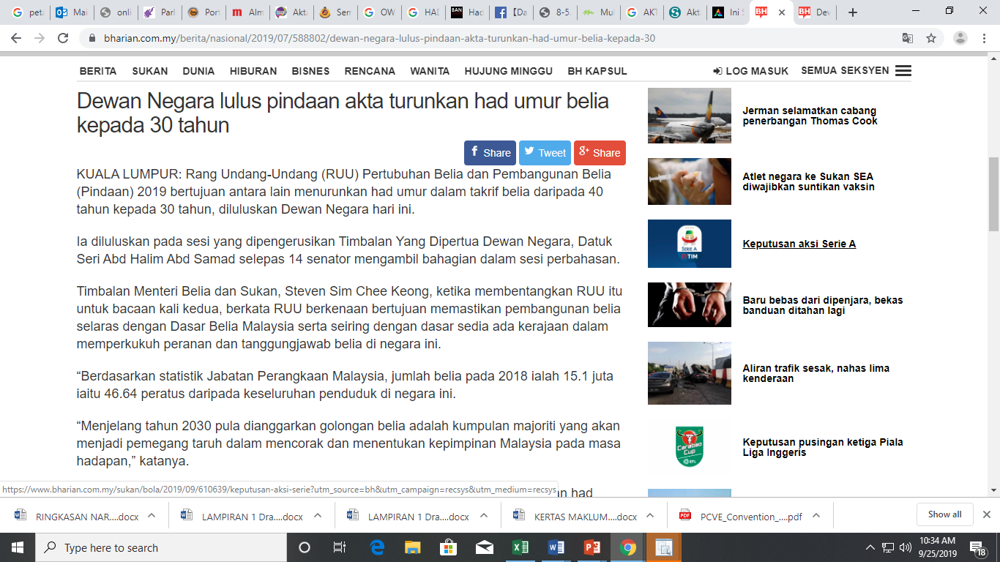 peta
Mai
onli
Parl
Port
Alm
Akta
Sen
OW
HAD
Had
[Da
8-5.
Mul
AKT
Akt
Ini S
Dev
bharian.com.my/berita/nasional/2019/07/588802/dewan-negara-lulus-pindaan-akta-turunkan-had-umur-belia-kepada-30
BERITA SUKAN DUNIA HIBURAN BISNES RENCANA WANITA HUJUNG MINGGU BH KAPSUL LOG MASUK SEMUA SEKSYEN
Dewan Negara lulus pindaan akta turunkan had umur belia
kepada 30 tahun
Share Tweet Share
KUALA LUMPUR: Rang Undang-Undang (RUU) Pertubuhan Belia dan Pembangunan Belia
(Pindaan) 2019 bertujuan antara lain menurunkan had umur dalam takrif belia daripada 40
tahun kepada 30 tahun, diluluskan Dewan Negara hari ini.
Ia diluluskan pada sesi yang dipengerusikan Timbalan Yang Dipertua Dewan Negara, Datuk
Seri Abd Halim Abd Samad selepas 14 senator mengambil bahagian dalam sesi perbahasan.
Timbalan Menteri Belia dan Sukan, Steven Sim Chee Keong, ketika membentangkan RUU itu
untuk bacaan kali kedua, berkata RUU berkenaan bertujuan memastikan pembangunan belia
selaras dengan Dasar Belia Malaysia serta seiring dengan dasar sedia ada kerajaan dalam
memperkukuh peranan dan tanggungjawab belia di negara ini.
“Berdasarkan statistik Jabatan Perangkaan Malaysia, jumlah belia pada 2018 ialah 15.1 juta
iaitu 46.64 peratus daripada keseluruhan penduduk di negara ini.
“Menjelang tahun 2030 pula dianggarkan golongan belia adalah kumpulan majoriti yang akan
menjadi pemegang taruh dalam mencorak dan menentukan kepimpinan Malaysia pada masa
hadapan,” katanya.
an had
Jerman selamatkan cabang
penerbangan Thomas Cook
Atlet negara ke Sukan SEA
diwajibkan suntikan vaksin
SERIE A
TIM
Keputusan aksi Serie A
Baru bebas dari dipenjara, bekas
banduan ditahan lagi
Aliran trafik sesak, nahas lima
kenderaan
Carabao
Cup
EFL
Keputusan pusingan ketiga Piala
Liga Inggeris
https://www.bharian.com.my/sukan/bola/2019/09/610639/keputusan-aksi-serie?utm_source=bh&utm_campaign=recsys&utm_medium=recsys
RINGKASAN NAR....docx
LAMPIRAN 1 Dra....docx
LAMPIRAN 1 Dra....docx
KERTAS MAKLUM....docx
PCVE_Convention_....pdf
Show all
Type here to search
10:34 AM
9/25/2019
18